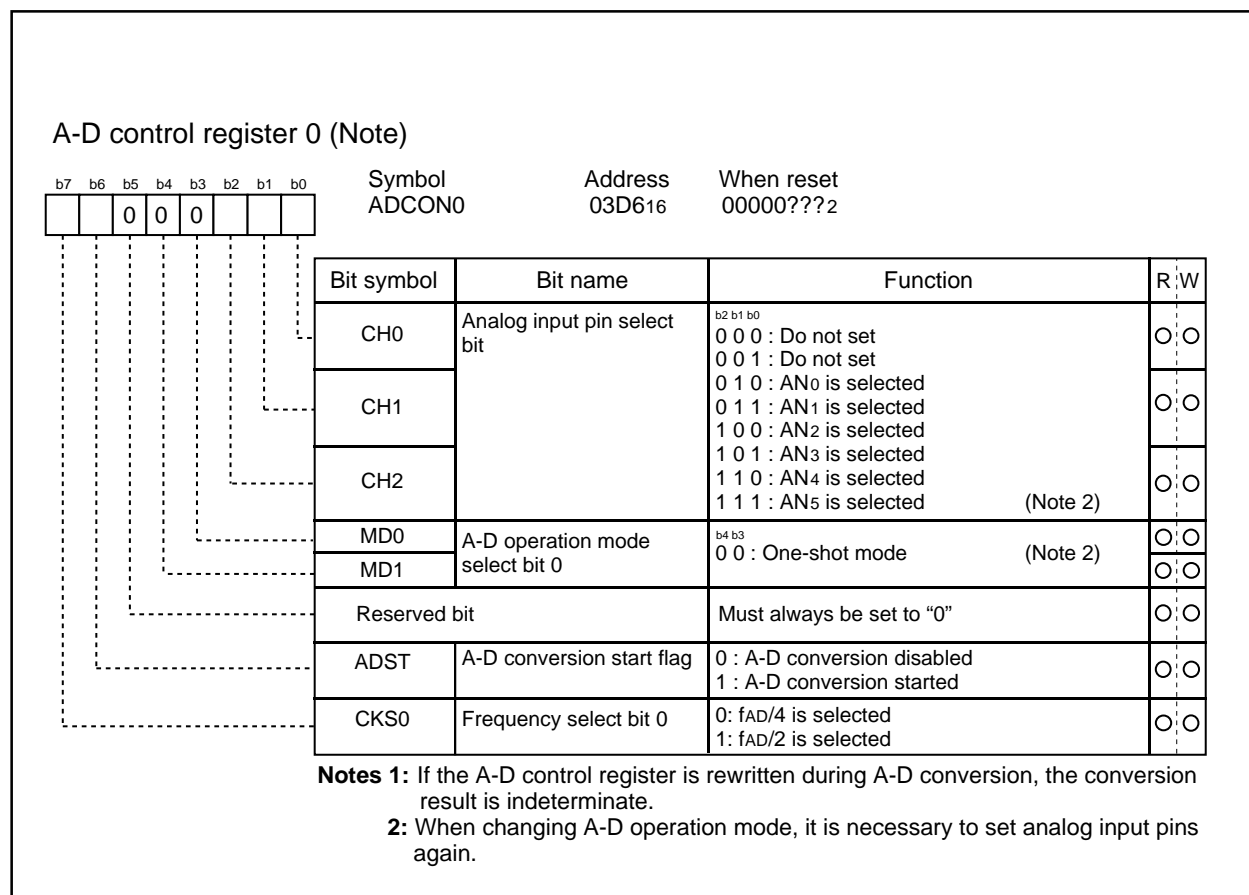 A-D control register 0 (Note)
b7 b6 b5 b4 b3 b2 b1 b0
0 0 0
Symbol Address When reset
ADCON0 03D616 00000???2
Bit symbol Bit name Function R W
CH0 Analog input pin select bit
b2 b1 b0
0 0 0 : Do not set
0 0 1 : Do not set
0 1 0 : AN0 is selected
0 1 1 : AN1 is selected
1 0 0 : AN2 is selected
1 0 1 : AN3 is selected
1 1 0 : AN4 is selected
1 1 1 : AN5 is selected (Note 2)
CH1
CH2
MD0 A-D operation mode select bit 0
b4 b3
0 0 : One-shot mode (Note 2)
MD1
Reserved bit Must always be set to “0”
ADST A-D conversion start flag 0 : A-D conversion disabled
1 : A-D conversion started
CKS0 Frequency select bit 0 0: fAD/4 is selected
1: fAD/2 is selected
Notes 1: If the A-D control register is rewritten during A-D conversion, the conversion
result is indeterminate.
2: When changing A-D operation mode, it is necessary to set analog input pins
again.